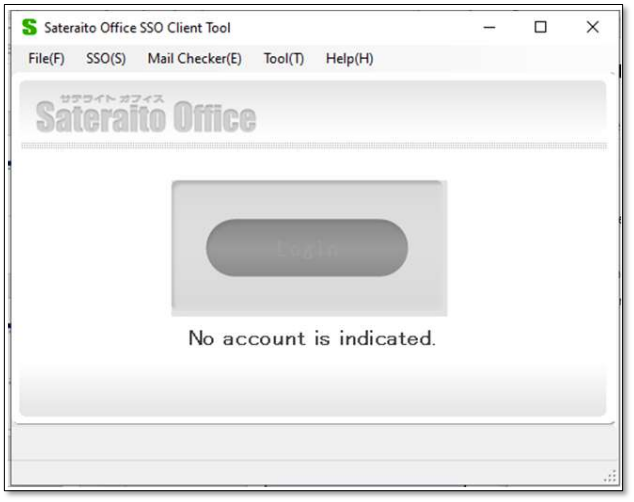 Sateraito Office SSO Client Tool
File(F) SSO(S) Mail Checker(E) Tool(T) Help(H)
サテライト オフィス
Sateraito Office
Login
No account is indicated.